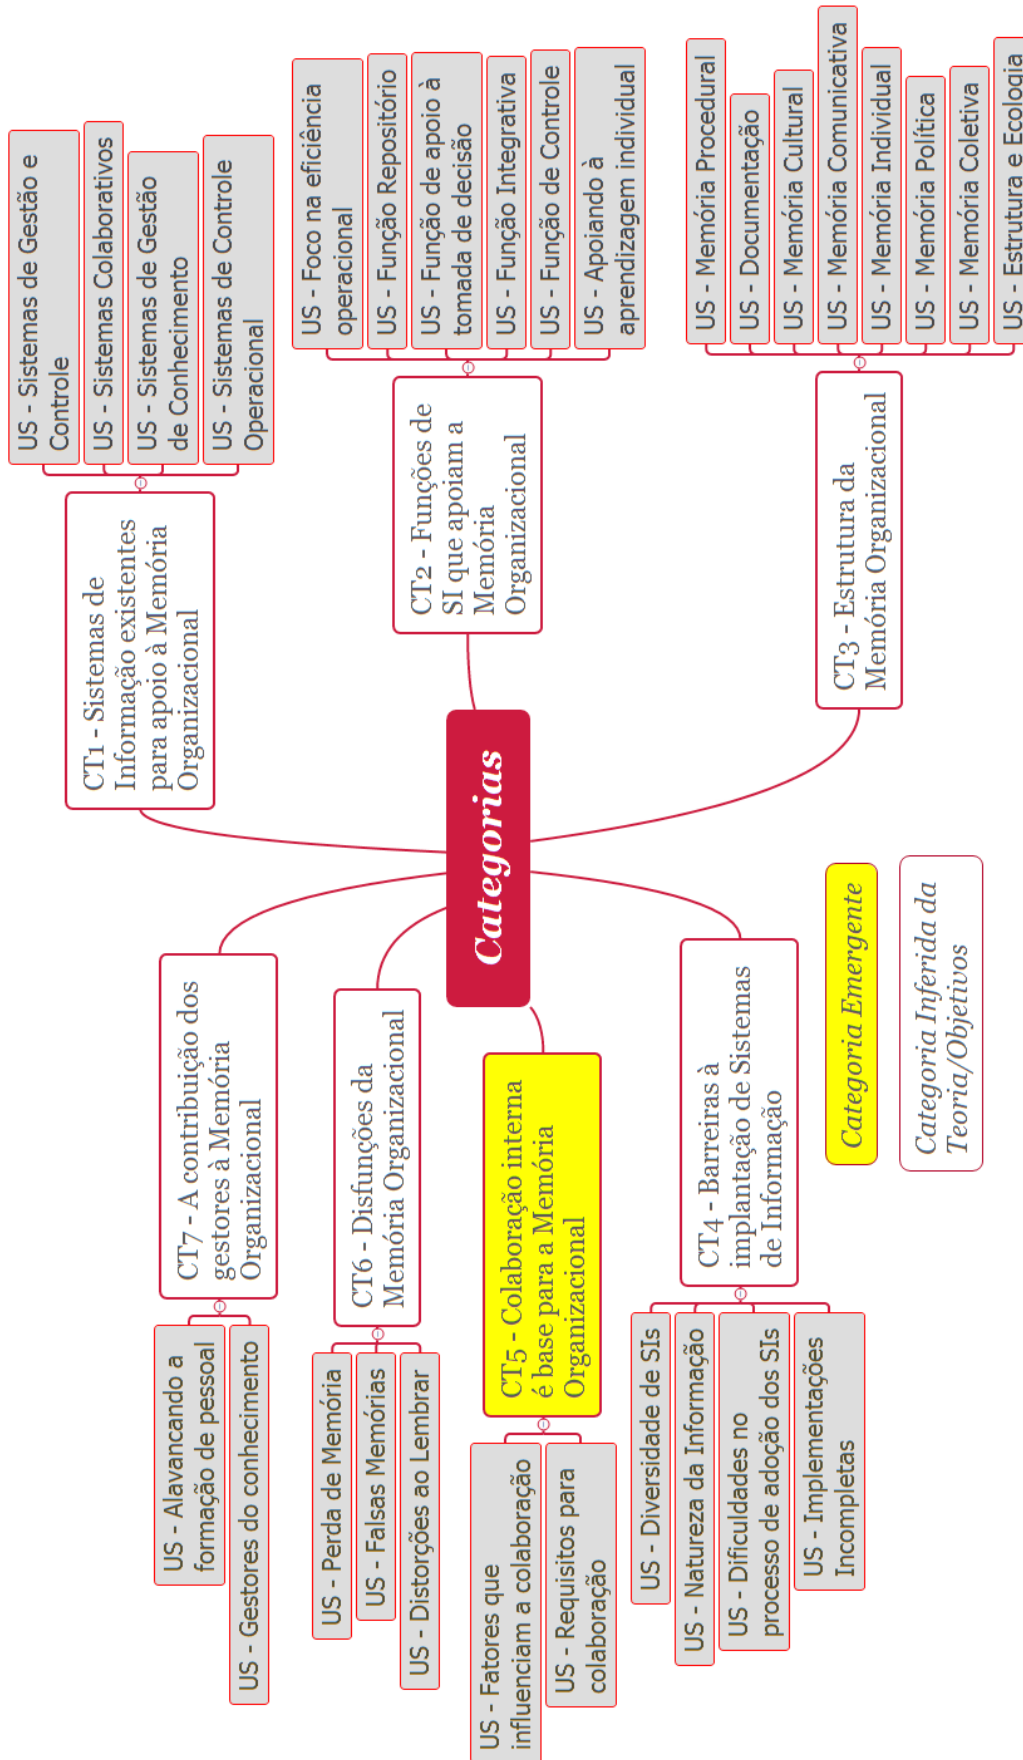 Categorias
CT1 - Sistemas de
Informação existentes
para apoio à Memória
Organizacional
US - Sistemas de Gestão e
Controle
US - Sistemas Colaborativos
US - Sistemas de Gestão
de Conhecimento
US - Sistemas de Controle
Operacional
CT2 - Funções de
SI que apoiam a
Memória
Organizacional
US - Foco na eficiência
operacional
US - Função Repositório
US - Função de apoio à
tomada de decisão
US - Função Integrativa
US - Função de Controle
US - Apoiando à
aprendizagem individual
CT3 - Estrutura da
Memória Organizacional
US - Memória Procedural
US - Documentação
US - Memória Cultural
US - Memória Comunicativa
US - Memória Individual
US - Memória Política
US - Memória Coletiva
US - Estrutura e Ecologia
CT7 - A contribuição dos
gestores à Memória
Organizacional
US - Alavancando a
formação de pessoal
US - Gestores do conhecimento
CT6 - Disfunções da
Memória Organizacional
US - Perda de Memória
US - Falsas Memórias
US - Distorções ao Lembrar
CT5 - Colaboração interna
é base para a Memória
Organizacional
US - Fatores que
influenciam a colaboração
US - Requisitos para
colaboração
CT4 - Barreiras à
implantação de Sistemas
de Informação
US - Diversidade de SIs
US - Natureza da Informação
US - Dificuldades no
processo de adoção dos SIs
US - Implementações
Incompletas
Categoria Emergente
Categoria Inferida da
Teoria/Objetivos